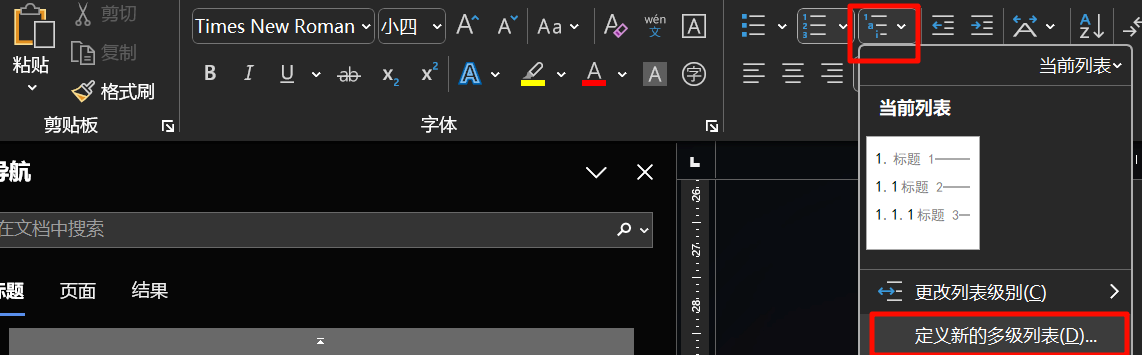 剪切
复制
粘贴
格式刷
剪贴板
Times New Roman
小四
Aa
wén
文
A
B I U ab x₂ x² A A A 字
字体
当前列表
当前列表
1. 标题 1
1.1 标题 2
1.1.1 标题 3
更改列表级别(C)
定义新的多级列表(D)...
导航
在文档中搜索
标题
页面
结果
26
27
28